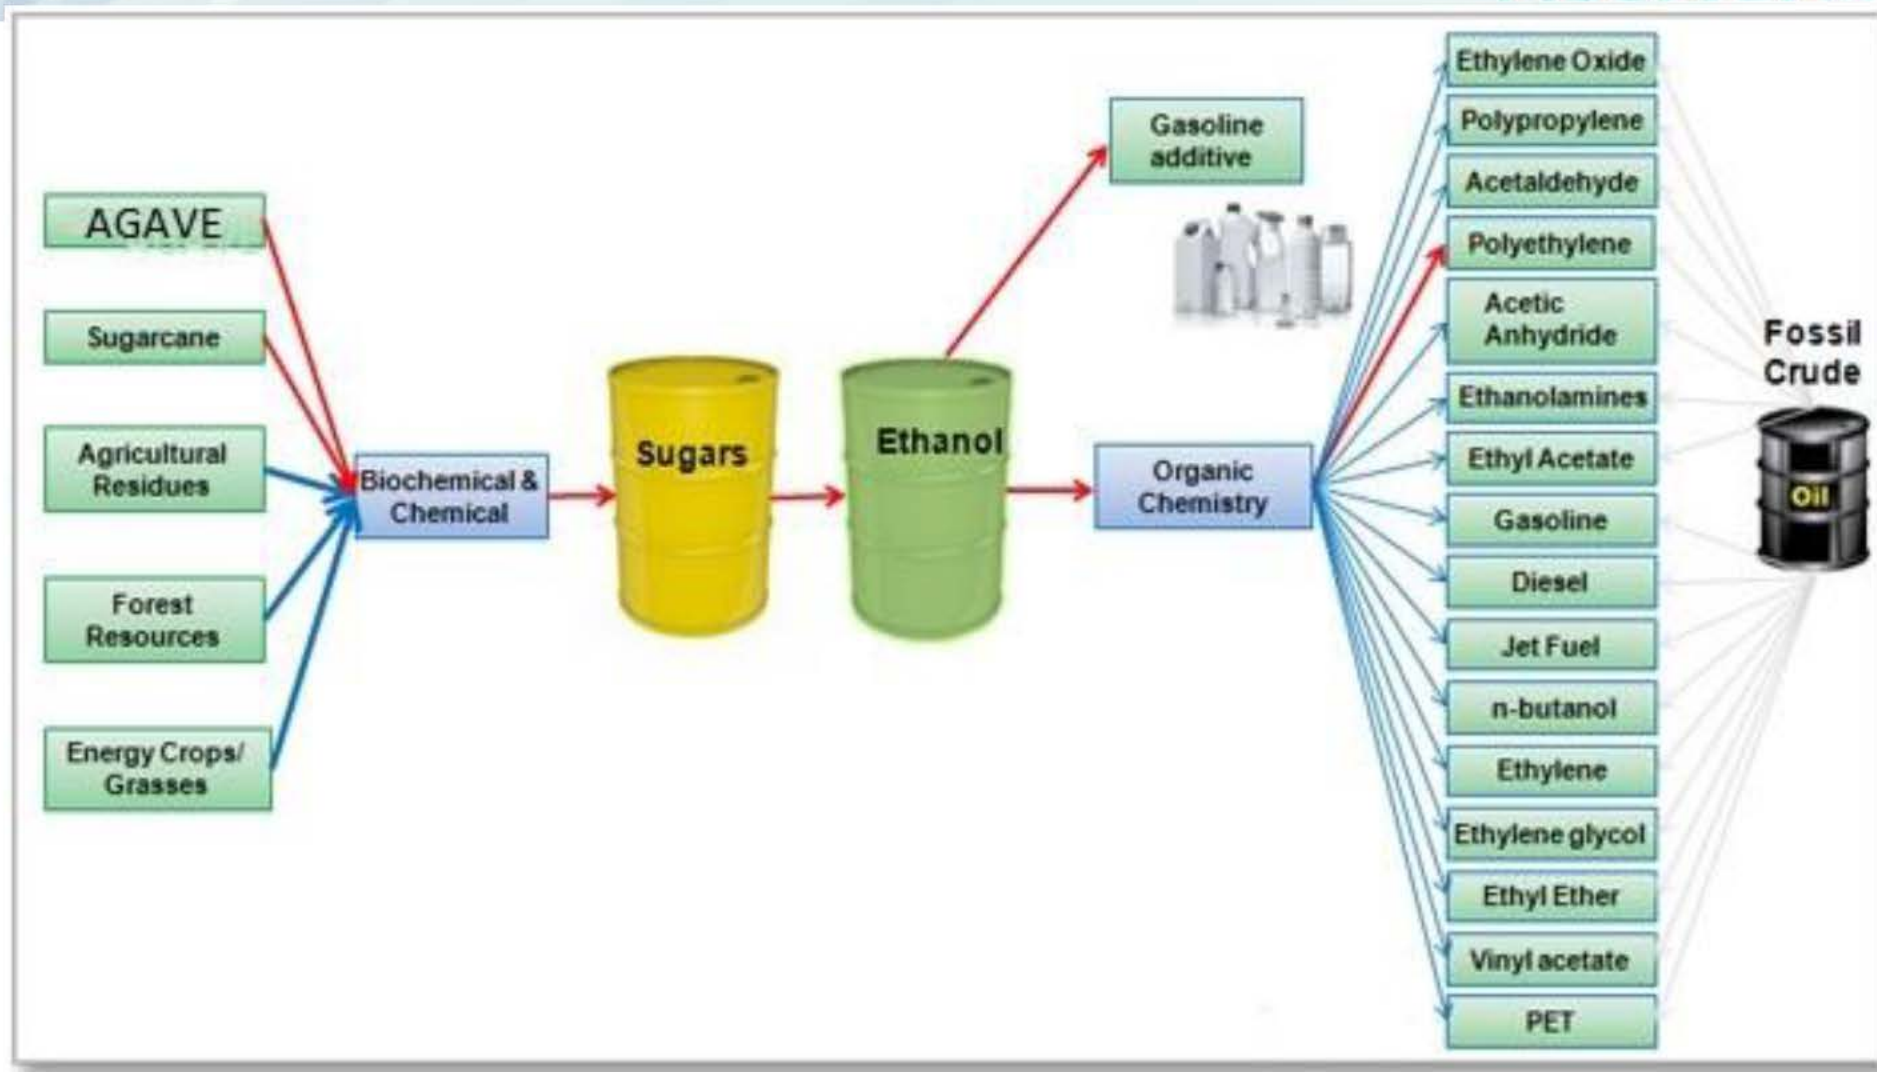 AGAVE
Sugarcane
Agricultural
Residues
Forest
Resources
Energy Crops/
Grasses
Biochemical &
Chemical
Sugars
Ethanol
Gasoline
additive
Organic
Chemistry
Ethylene Oxide
Polypropylene
Acetaldehyde
Polyethylene
Acetic
Anhydride
Ethanolamines
Ethyl Acetate
Gasoline
Diesel
Jet Fuel
n-butanol
Ethylene
Ethylene glycol
Ethyl Ether
Vinyl acetate
PET
Fossil
Crude
Oil